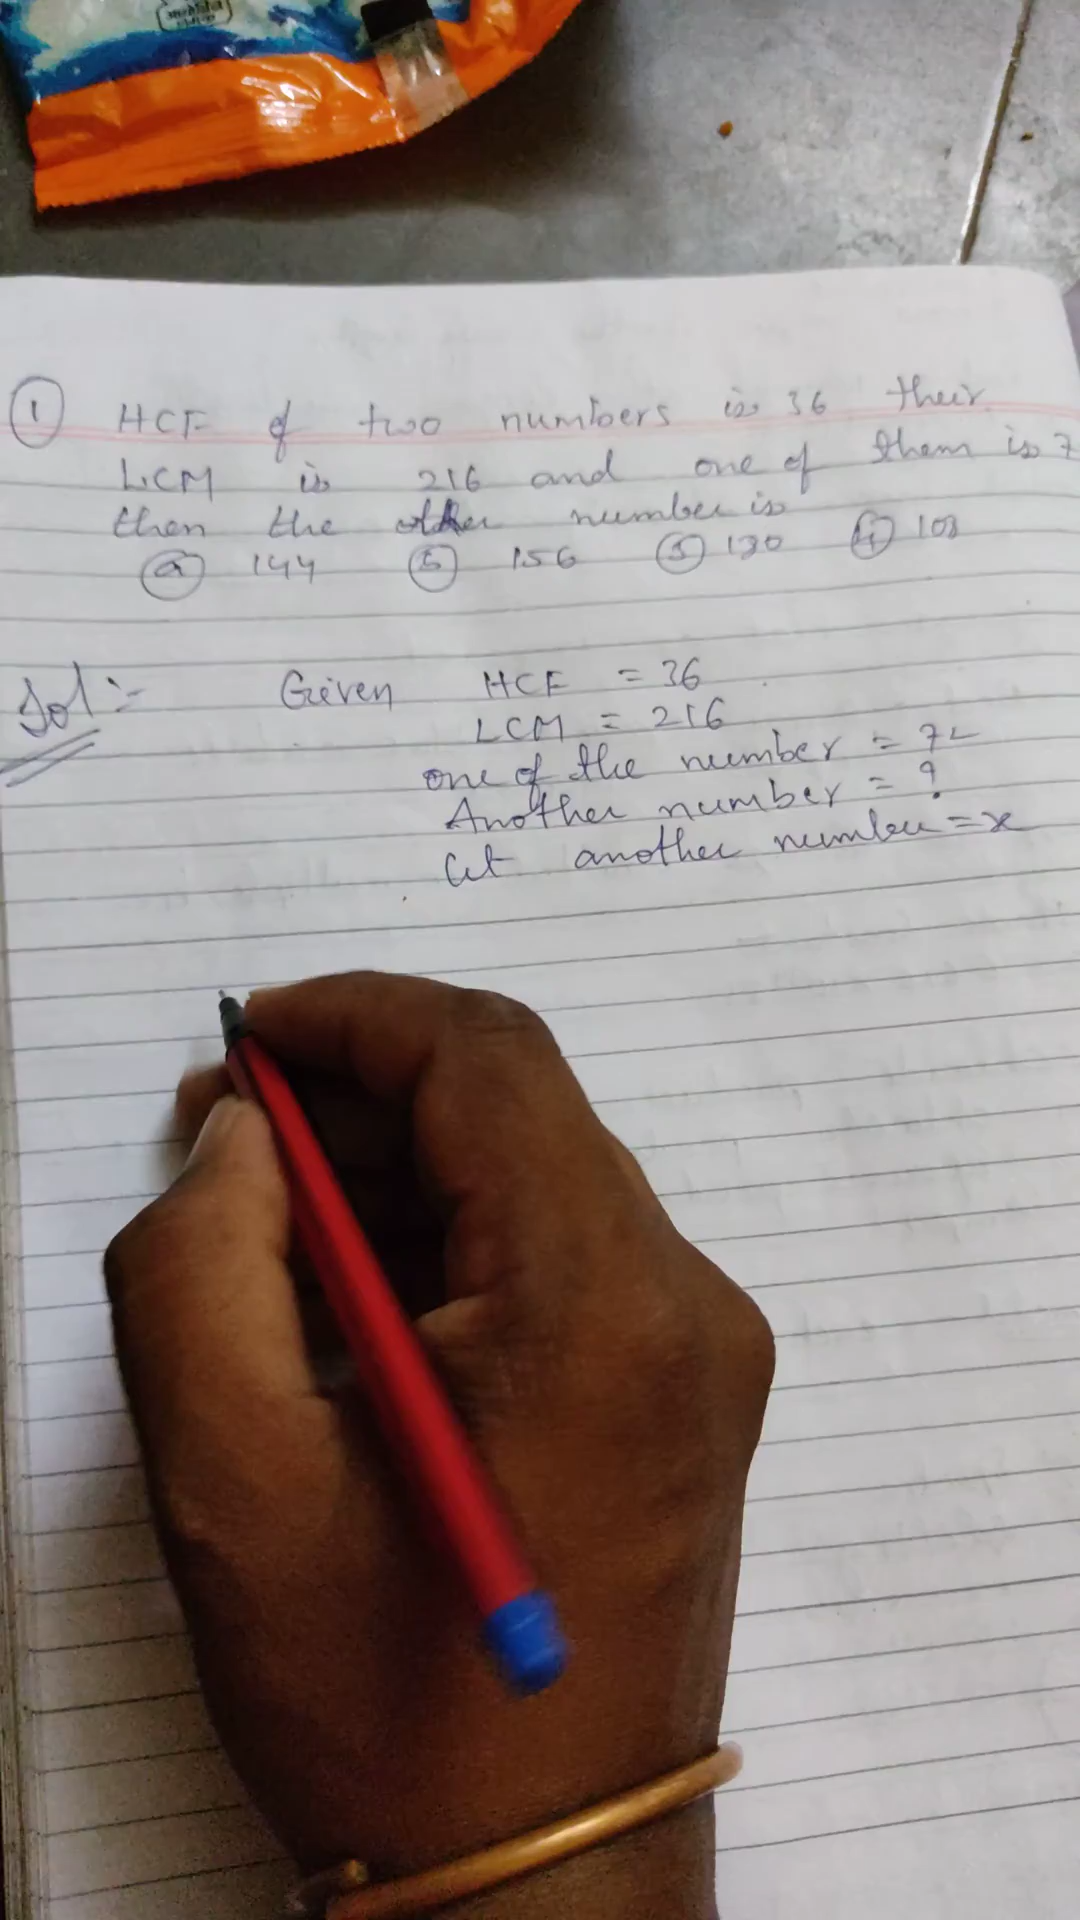 ① HCF of two numbers is 36 their
LCM is 216 and one of them is 7
then the other number is
ⓐ 144 ⓑ 156 ③ 180 ④ 108
Sol:- Given HCF = 36
LCM = 216
one of the number = 72
Another number = ?
let another number = x